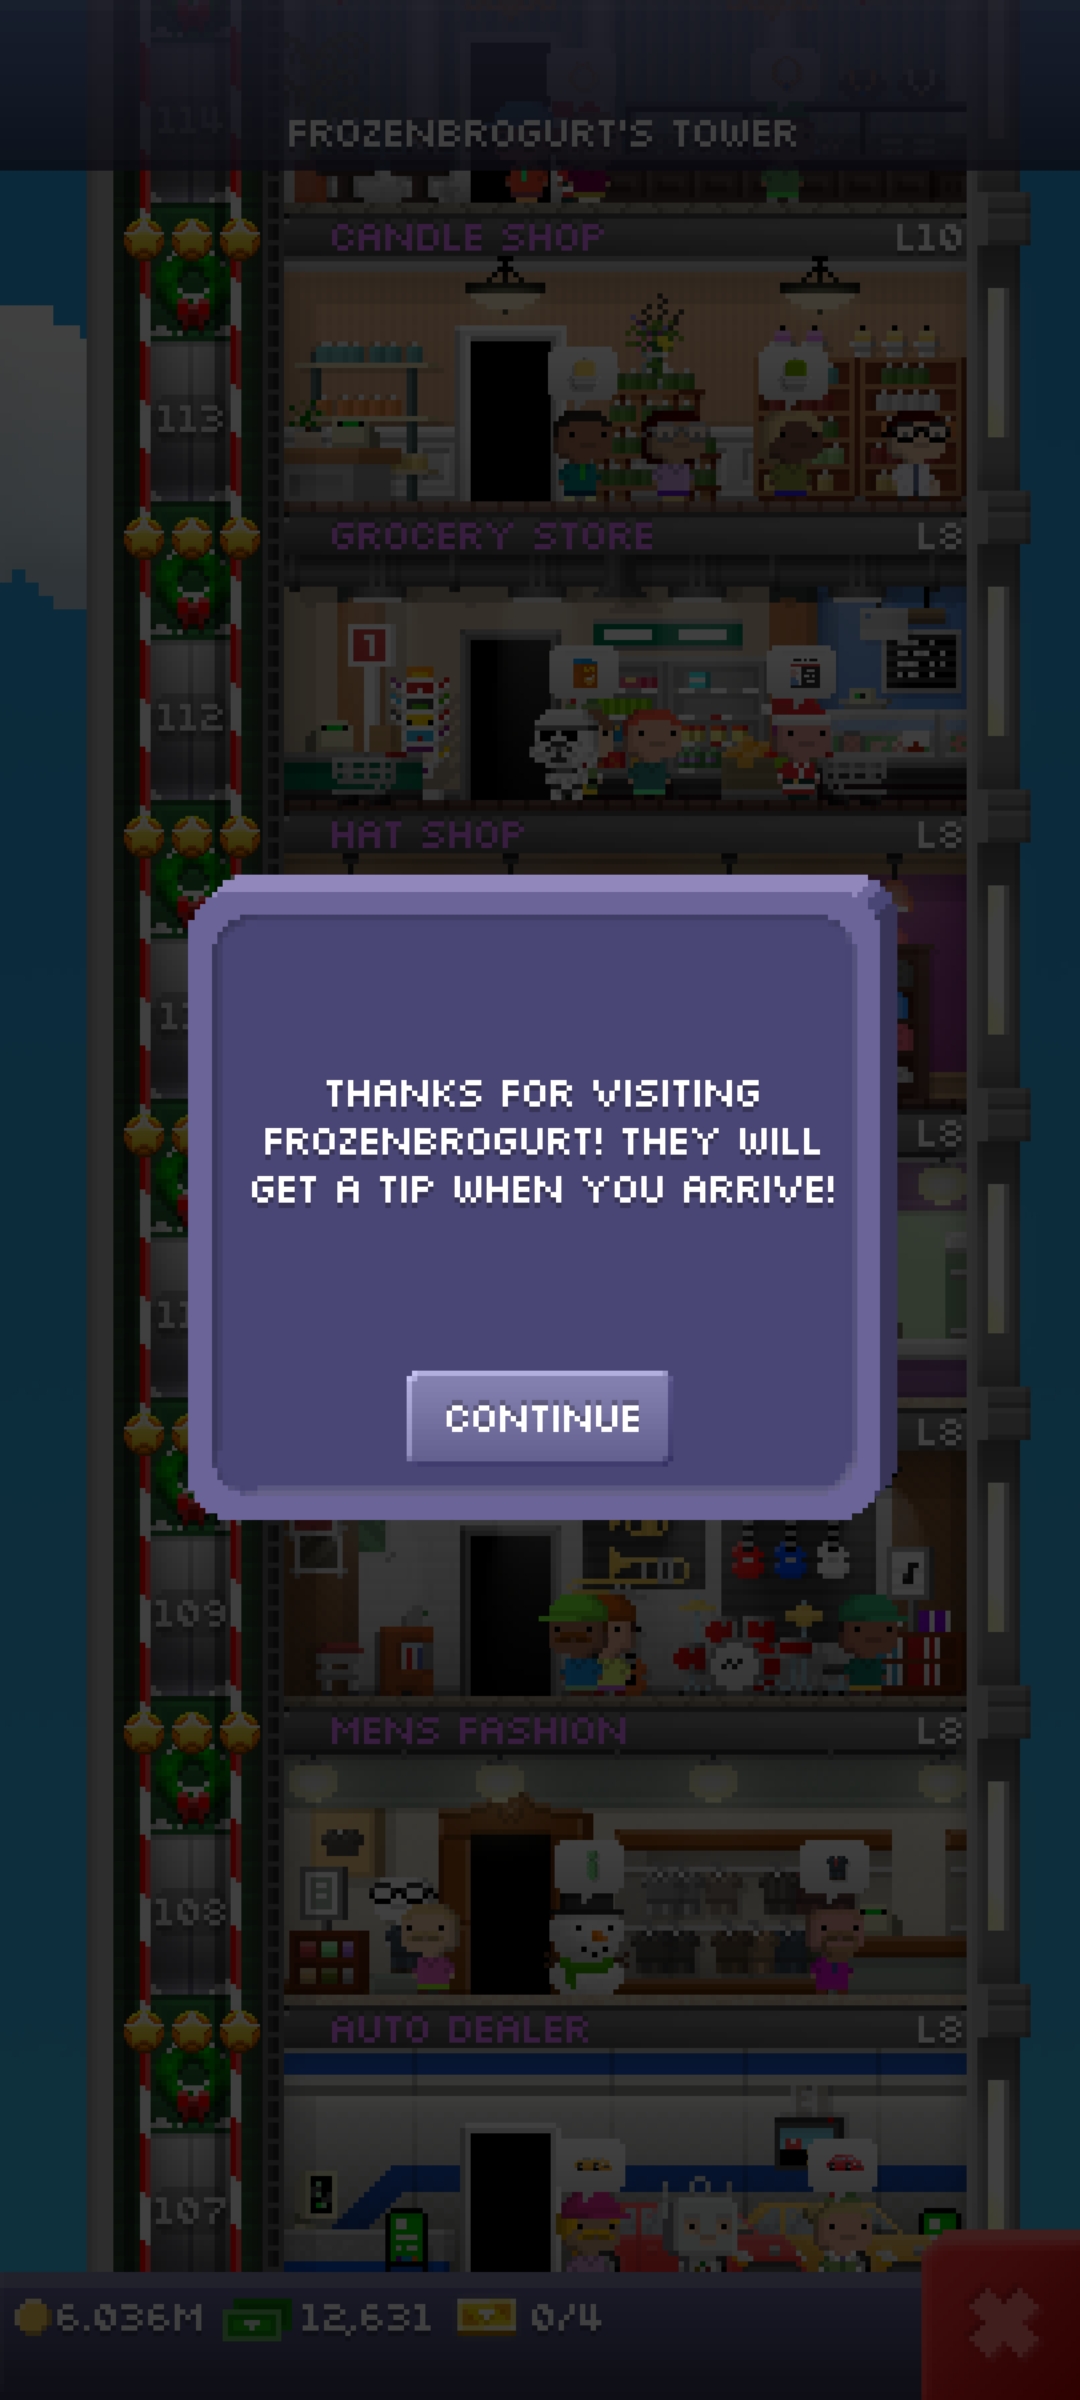 114
FROZENBROGURT'S TOWER
CANDLE SHOP L10
113
GROCERY STORE L8
1
112
HAT SHOP L8
L8
THANKS FOR VISITING
FROZENBROGURT! THEY WILL
GET A TIP WHEN YOU ARRIVE!
CONTINUE
L8
109
MENS FASHION L8
108
AUTO DEALER L8
107
6.036M 12,631 0/4